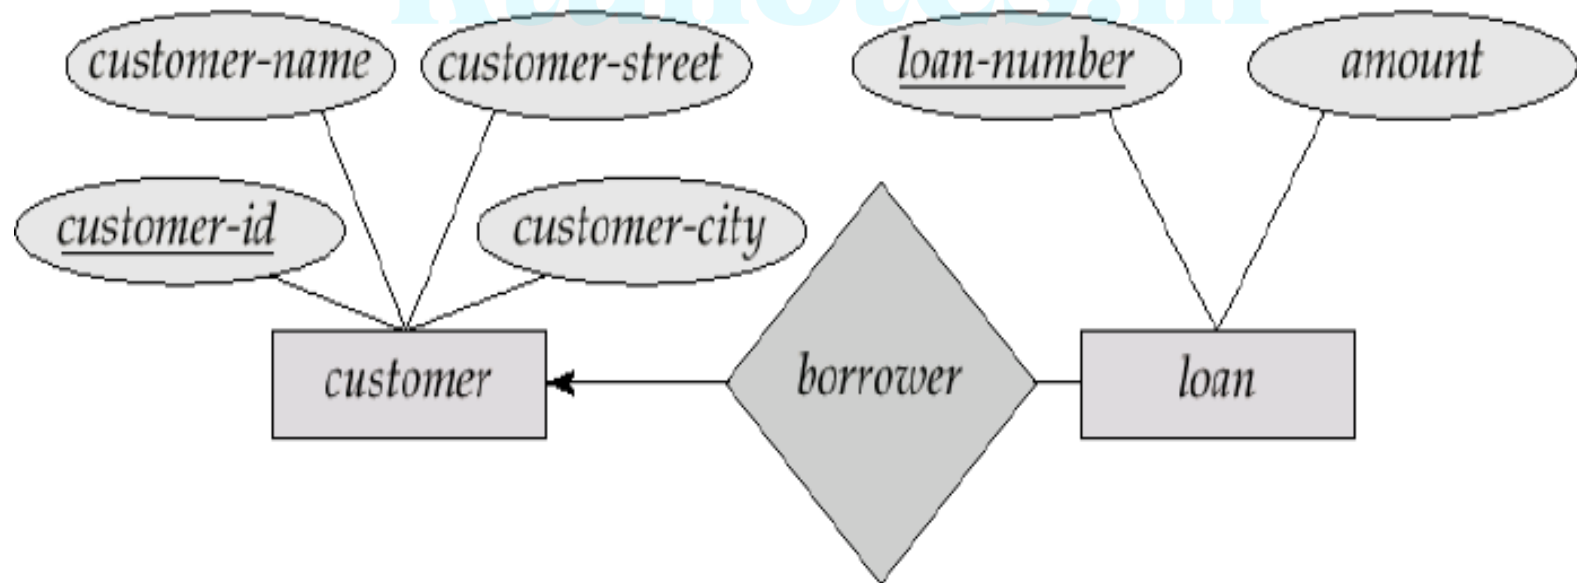 customer-name customer-street loan-number amount
customer-id customer-city
customer borrower loan